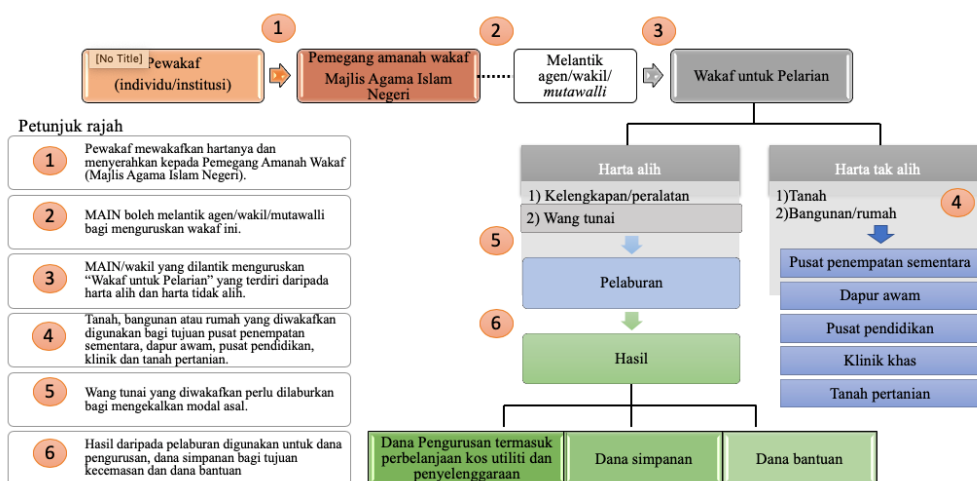 1
2
3
[No Title]
Pewakaf
(individu/institusi)
Pemegang amanah wakaf
Majlis Agama Islam
Negeri
Melantik
agen/wakil/
mutawalli
Wakaf untuk Pelarian
Petunjuk rajah
1
Pewakaf mewakafkan hartanya dan
menyerahkan kepada Pemegang Amanah Wakaf
(Majlis Agama Islam Negeri).
2
MAIN boleh melantik agen/wakil/mutawalli
bagi menguruskan wakaf ini.
3
MAIN/wakil yang dilantik menguruskan
“Wakaf untuk Pelarian” yang terdiri daripada
harta alih dan harta tidak alih.
4
Tanah, bangunan atau rumah yang diwakafkan
digunakan bagi tujuan pusat penempatan
sementara, dapur awam, pusat pendidikan,
klinik dan tanah pertanian.
5
Wang tunai yang diwakafkan perlu dilaburkan
bagi mengekalkan modal asal.
6
Hasil daripada pelaburan digunakan untuk dana
pengurusan, dana simpanan bagi tujuan
kecemasan dan dana bantuan
Harta alih
1) Kelengkapan/peralatan
2) Wang tunai
5
Pelaburan
6
Hasil
Dana Pengurusan termasuk
perbelanjaan kos utiliti dan
penyelenggaraan
Dana simpanan
Dana bantuan
Harta tak alih
1)Tanah
2)Bangunan/rumah
4
Pusat penempatan sementara
Dapur awam
Pusat pendidikan
Klinik khas
Tanah pertanian